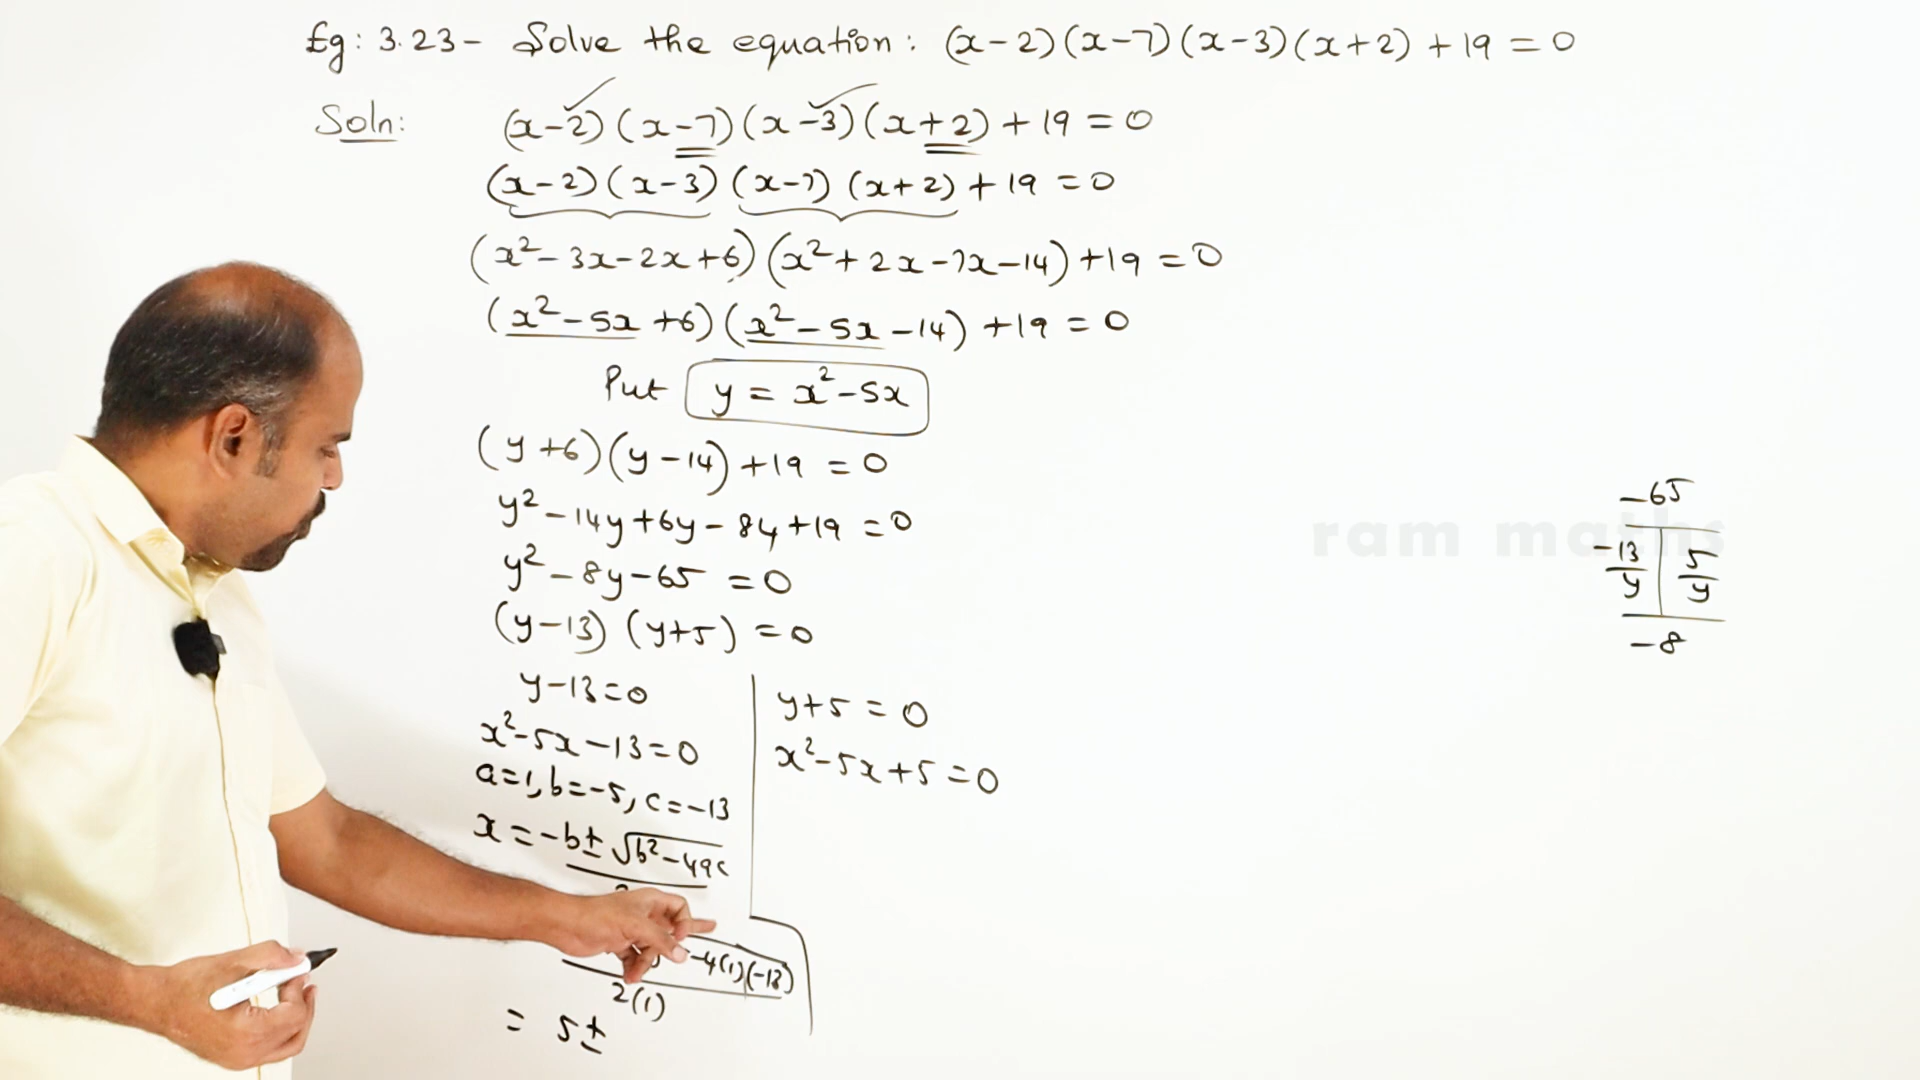 Eg: 3.23- Solve the equation: (x-2)(x-7)(x-3)(x+2)+19=0
Soln: (x-2)(x-7)(x-3)(x+2)+19=0
(x-2)(x-3)(x-7)(x+2)+19=0
(x²-3x-2x+6)(x²+2x-7x-14)+19=0
(x²-5x+6)(x²-5x-14)+19=0
Put y = x²-5x
(y+6)(y-14)+19=0
y²-14y+6y-84+19=0
y²-8y-65=0
(y-13)(y+5)=0
y-13=0
x²-5x-13=0
a=1, b=-5, c=-13
x=-b±√b²-4ac
-4(1)(-13)
2(1)
= 5±
y+5=0
x²-5x+5=0
-65
-13/y 5/y
-8
ram maths